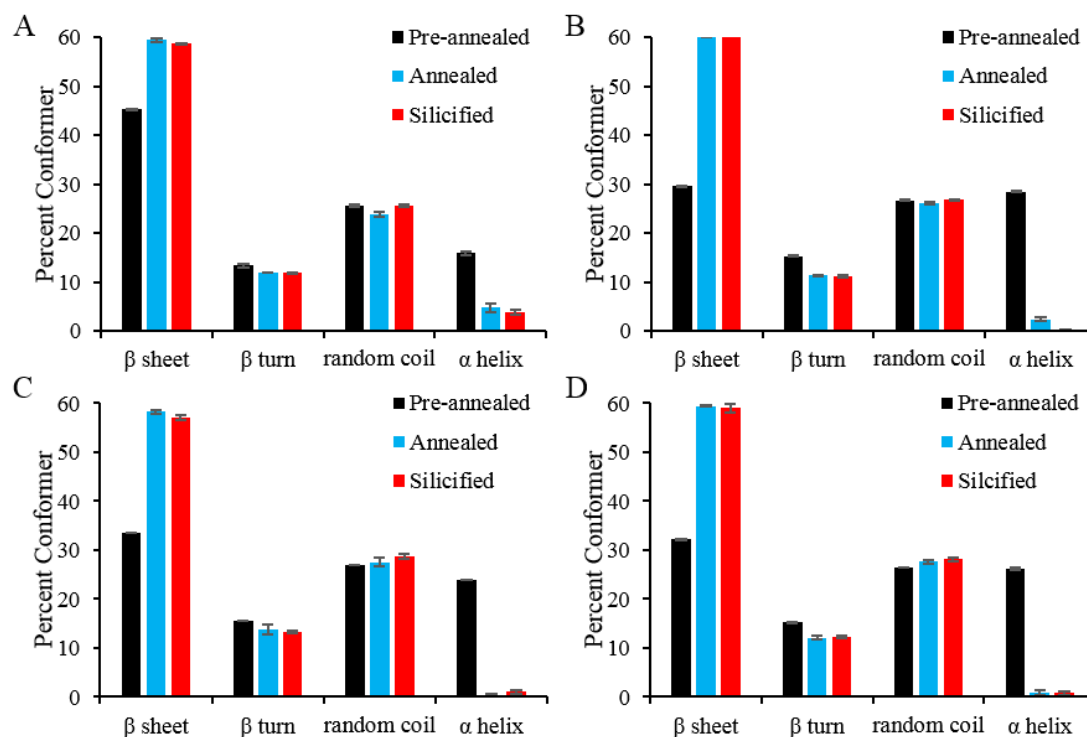 A
Percent Conformer
60
50
40
30
20
10
0
Pre-annealed
Annealed
Silicified
β sheet
β turn
random coil
α helix
B
Percent Conformer
60
50
40
30
20
10
0
Pre-annealed
Annealed
Silicified
β sheet
β turn
random coil
α helix
C
Percent Conformer
60
50
40
30
20
10
0
Pre-annealed
Annealed
Silicified
β sheet
β turn
random coil
α helix
D
Percent Conformer
60
50
40
30
20
10
0
Pre-annealed
Annealed
Silcified
β sheet
β turn
random coil
α helix